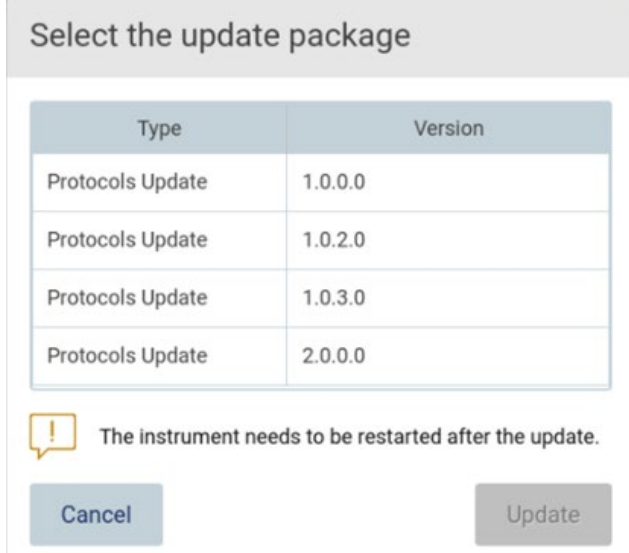 Select the update package
Type Version
Protocols Update 1.0.0.0
Protocols Update 1.0.2.0
Protocols Update 1.0.3.0
Protocols Update 2.0.0.0
! The instrument needs to be restarted after the update.
Cancel Update